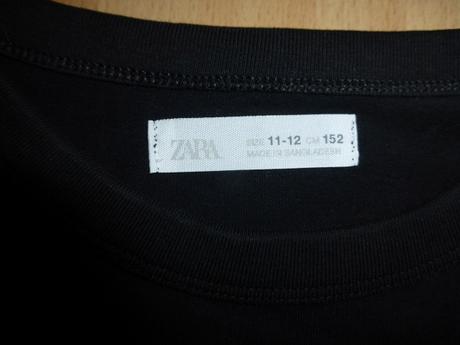 ZARA
SIZE 11-12 CM 152
MADE IN BANGLADESH